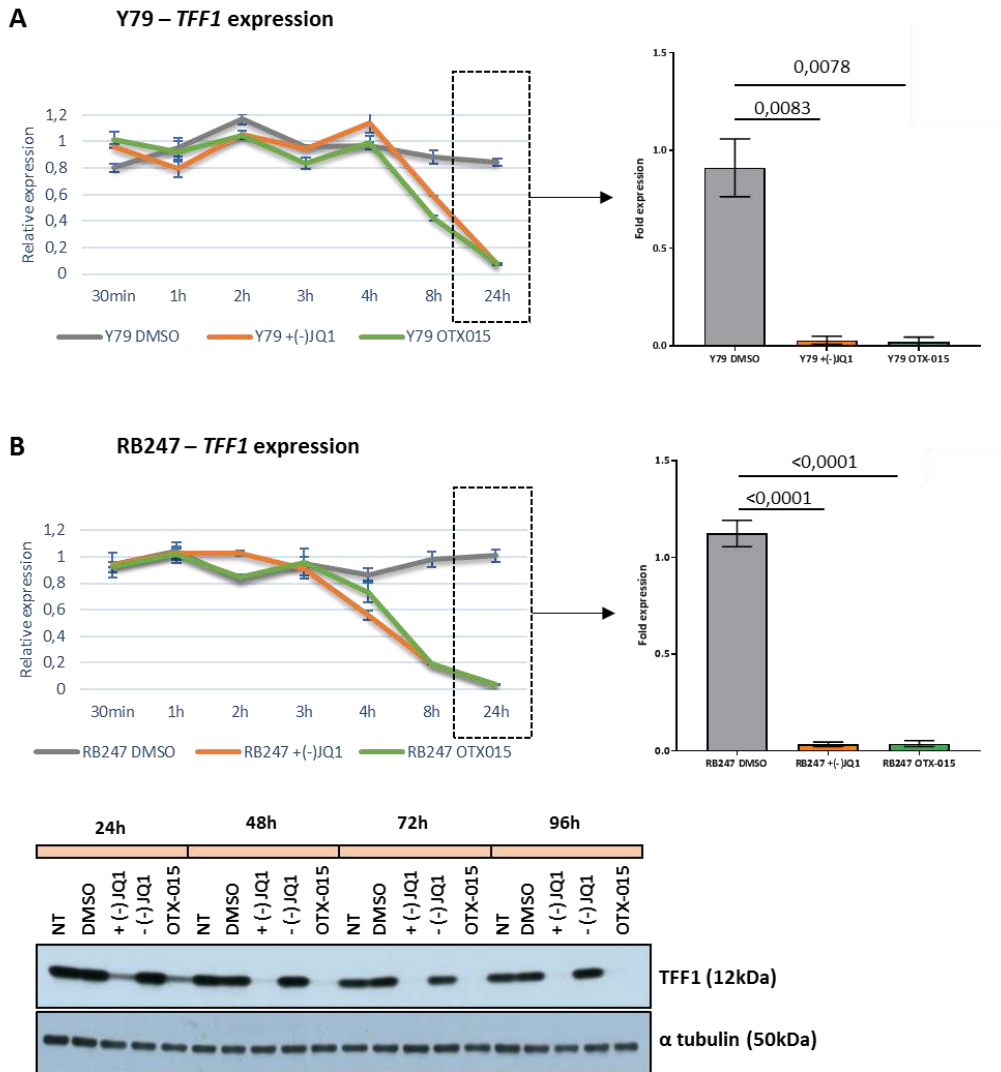 A
Y79 – TFF1 expression
Relative expression
1,2
1
0,8
0,6
0,4
0,2
0
30min 1h 2h 3h 4h 8h 24h
Y79 DMSO Y79 +(-)JQ1 Y79 OTX015
Fold expression
1.5
1.0
0.5
0.0
0,0078
0,0083
Y79 DMSO Y79 +(-)JQ1 Y79 OTX-015
B
RB247 – TFF1 expression
Relative expression
1,2
1
0,8
0,6
0,4
0,2
0
30min 1h 2h 3h 4h 8h 24h
RB247 DMSO RB247 +(-)JQ1 RB247 OTX015
Fold expression
1.5
1.0
0.5
0.0
<0,0001
<0,0001
RB247 DMSO RB247 +(-)JQ1 RB247 OTX-015
24h 48h 72h 96h
NT DMSO + (-) JQ1 - (-) JQ1 OTX-015 NT DMSO + (-) JQ1 - (-) JQ1 OTX-015 NT DMSO + (-) JQ1 - (-) JQ1 OTX-015 NT DMSO + (-) JQ1 - (-) JQ1 OTX-015
TFF1 (12kDa)
α tubulin (50kDa)